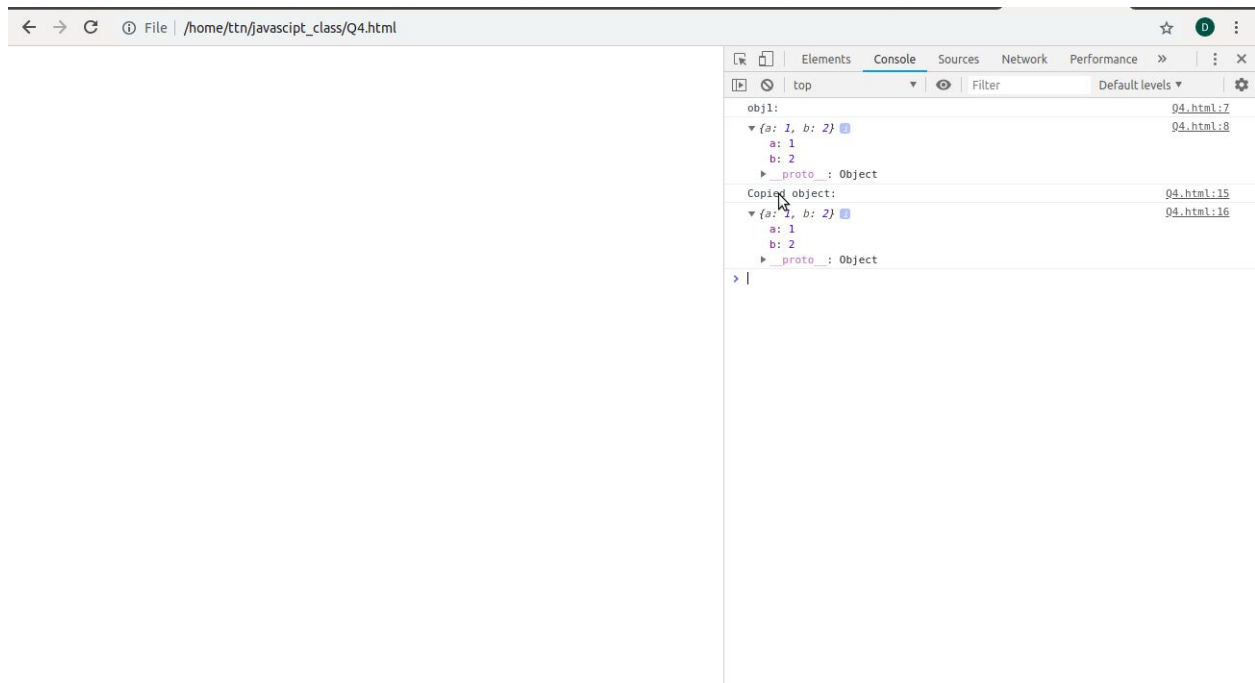 File | /home/ttn/javascipt_class/Q4.html
D
Elements Console Sources Network Performance »
top Filter Default levels ▼
obj1: Q4.html:7
▼{a: 1, b: 2} i Q4.html:8
a: 1
b: 2
▶__proto__: Object
Copied object: Q4.html:15
▼{a: 1, b: 2} i Q4.html:16
a: 1
b: 2
▶__proto__: Object
>